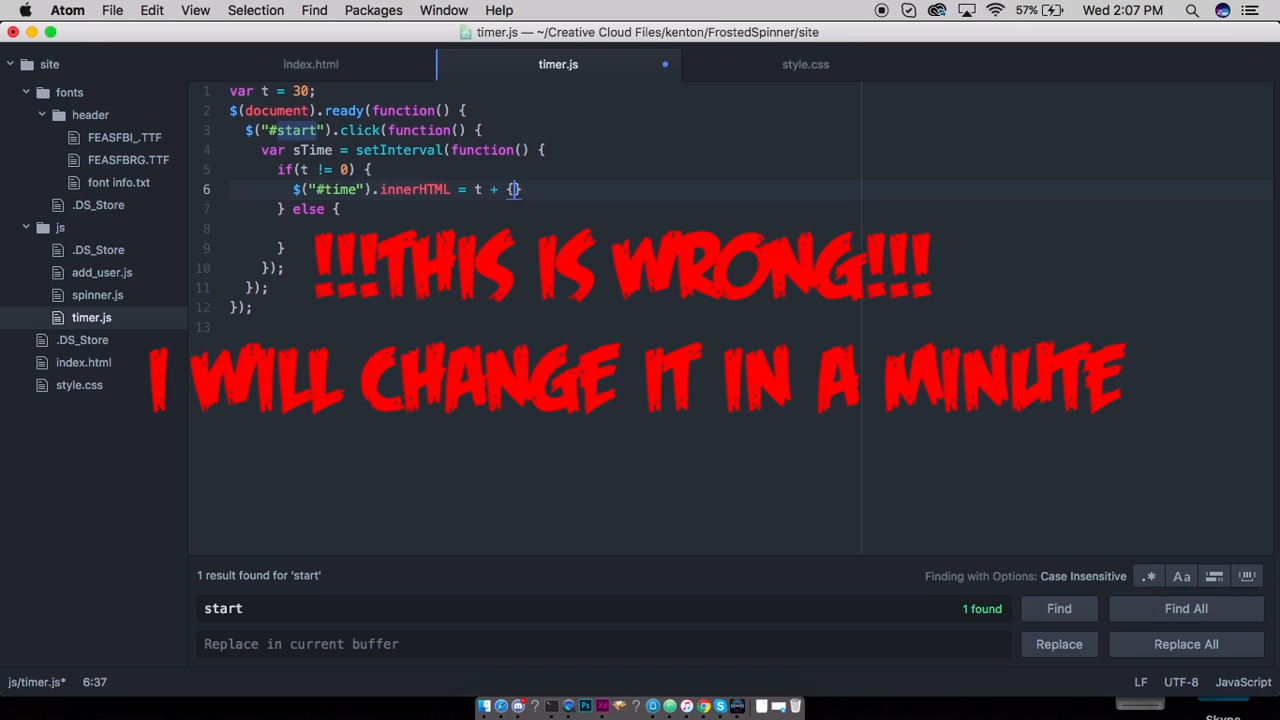 Atom File Edit View Selection Find Packages Window Help 57% Wed 2:07 PM
timer.js — ~/Creative Cloud Files/kenton/FrostedSpinner/site
site
index.html timer.js style.css
fonts
header
FEASFBI_.TTF
FEASFBRG.TTF
font info.txt
.DS_Store
js
.DS_Store
add_user.js
spinner.js
timer.js
.DS_Store
index.html
style.css
1 var t = 30;
2 $(document).ready(function() {
3 $("#start").click(function() {
4 var sTime = setInterval(function() {
5 if(t != 0) {
6 $("#time").innerHTML = t + {}
7 } else {
8
9 }
10 });
11 });
12 });
13
!!!THIS IS WRONG!!!
I WILL CHANGE IT IN A MINUTE
1 result found for 'start' Finding with Options: Case Insensitive .* Aa
start 1 found Find Find All
Replace in current buffer Replace Replace All
js/timer.js* 6:37 LF UTF-8 JavaScript